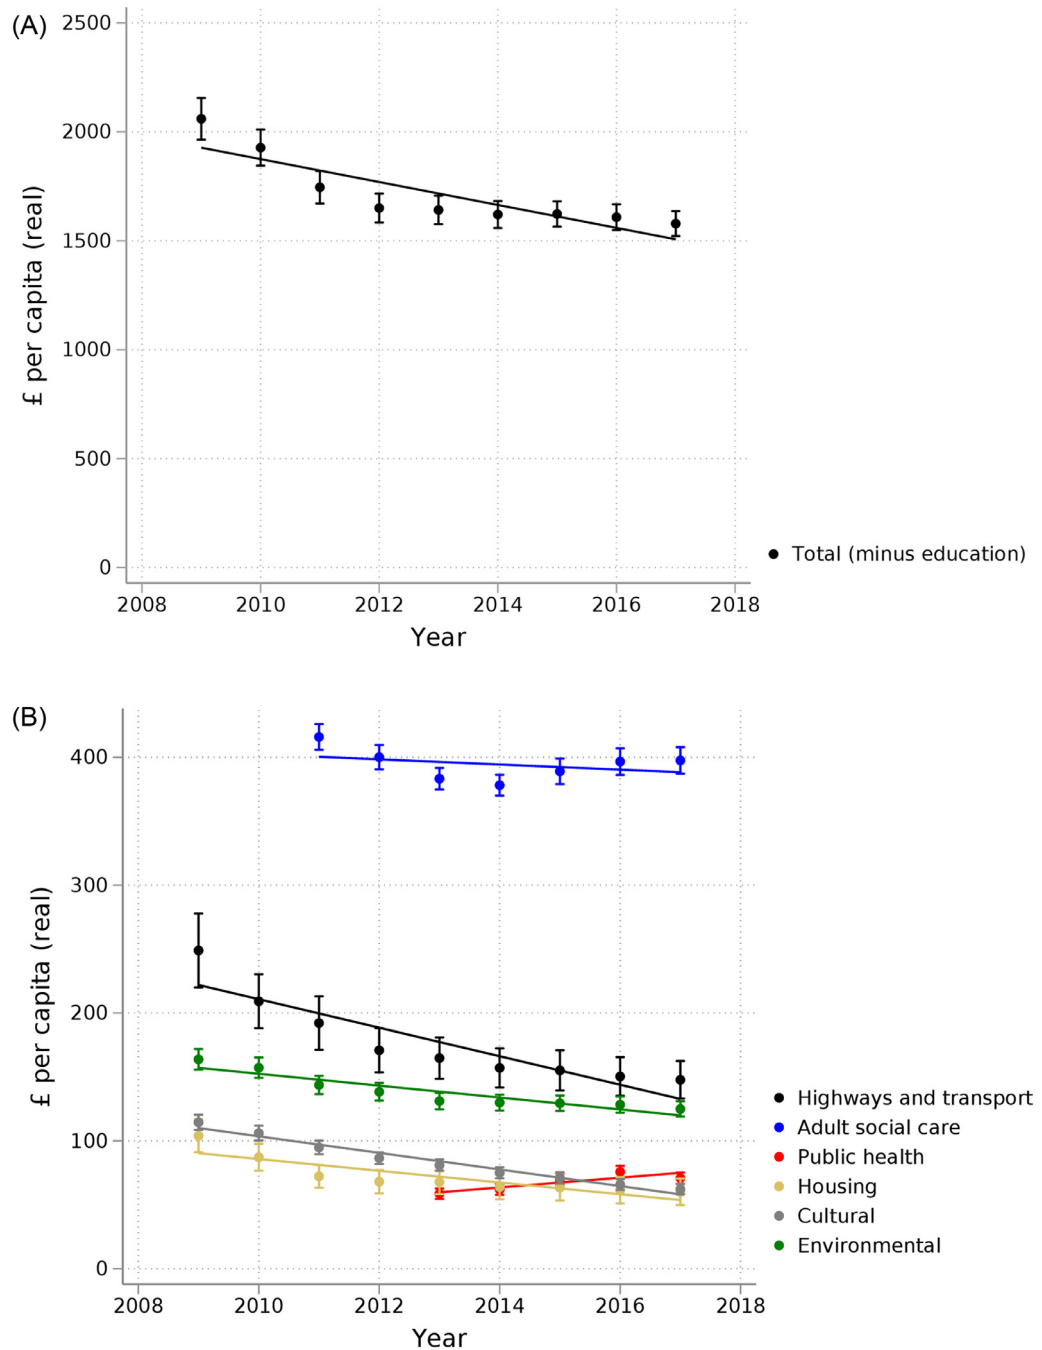 (A)
2500
2000
1500
1000
500
0
£ per capita (real)
2008 2010 2012 2014 2016 2018
Year
Total (minus education)
(B)
400
300
200
100
0
£ per capita (real)
2008 2010 2012 2014 2016 2018
Year
Highways and transport
Adult social care
Public health
Housing
Cultural
Environmental